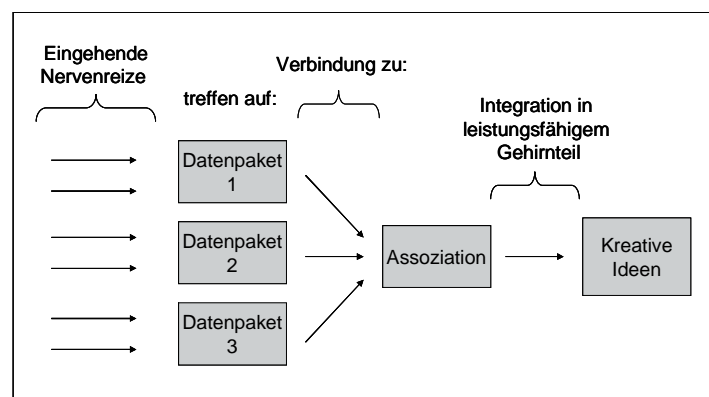 Eingehende
Nervenreize
treffen auf:
Verbindung zu:
Integration in
leistungsfähigem
Gehirnteil
Datenpaket
1
Datenpaket
2
Datenpaket
3
Assoziation
Kreative
Ideen